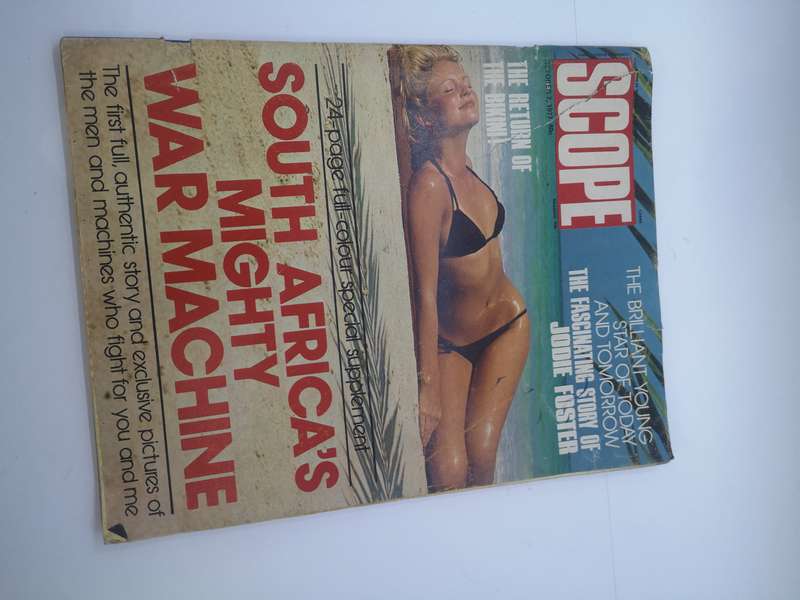 SCOPE
THE RETURN OF
THE BIKINI
THE BRILLIANT YOUNG
STAR OF TODAY
AND TOMORROW
THE FASCINATING STORY OF
JODIE FOSTER
24-page full-colour special supplement
SOUTH AFRICA'S
MIGHTY
WAR MACHINE
The first full, authentic story and exclusive pictures of
the men and machines who fight for you and me